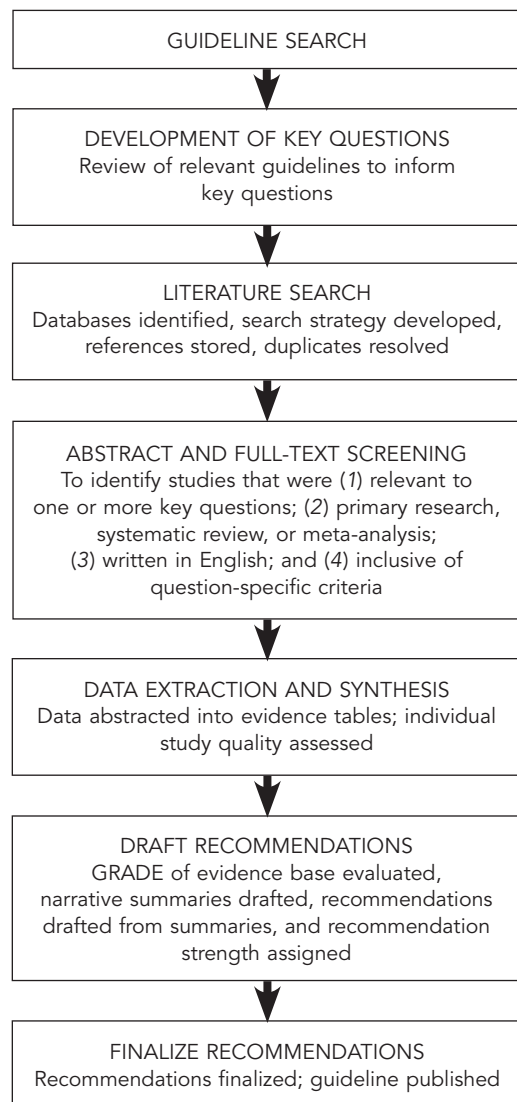 GUIDELINE SEARCH
DEVELOPMENT OF KEY QUESTIONS
Review of relevant guidelines to inform
key questions
LITERATURE SEARCH
Databases identified, search strategy developed,
references stored, duplicates resolved
ABSTRACT AND FULL-TEXT SCREENING
To identify studies that were (1) relevant to
one or more key questions; (2) primary research,
systematic review, or meta-analysis;
(3) written in English; and (4) inclusive of
question-specific criteria
DATA EXTRACTION AND SYNTHESIS
Data abstracted into evidence tables; individual
study quality assessed
DRAFT RECOMMENDATIONS
GRADE of evidence base evaluated,
narrative summaries drafted, recommendations
drafted from summaries, and recommendation
strength assigned
FINALIZE RECOMMENDATIONS
Recommendations finalized; guideline published